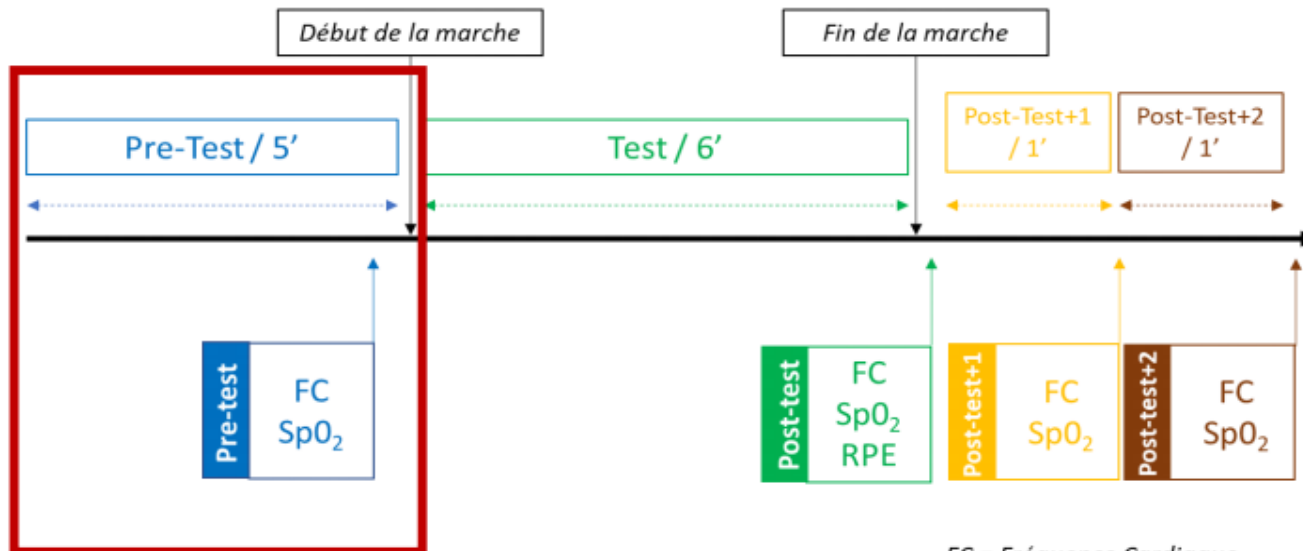 Début de la marche
Fin de la marche
Pre-Test / 5’
Test / 6’
Post-Test+1
/ 1’
Post-Test+2
/ 1’
Pre-test
FC
Sp0₂
Post-test
FC
Sp0₂
RPE
Post-test+1
FC
Sp0₂
Post-test+2
FC
Sp0₂